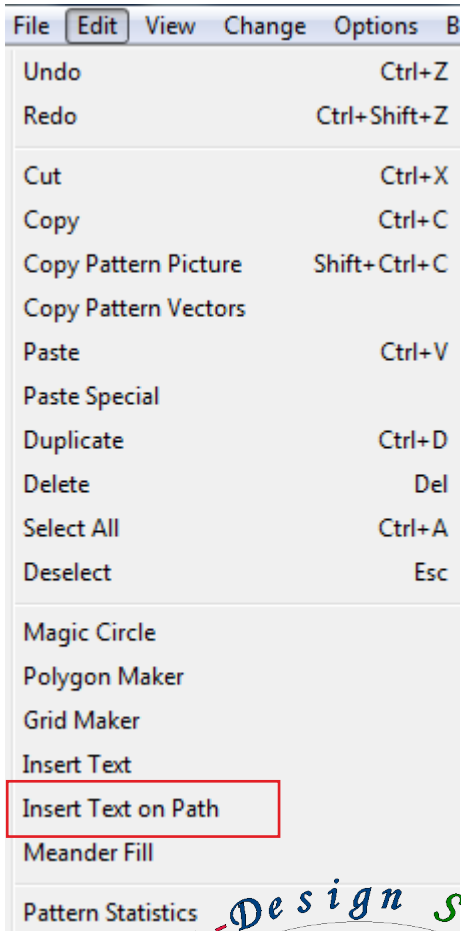 File Edit View Change Options B
Undo Ctrl+Z
Redo Ctrl+Shift+Z
Cut Ctrl+X
Copy Ctrl+C
Copy Pattern Picture Shift+Ctrl+C
Copy Pattern Vectors
Paste Ctrl+V
Paste Special
Duplicate Ctrl+D
Delete Del
Select All Ctrl+A
Deselect Esc
Magic Circle
Polygon Maker
Grid Maker
Insert Text
Insert Text on Path
Meander Fill
Pattern Statistics
-Design S